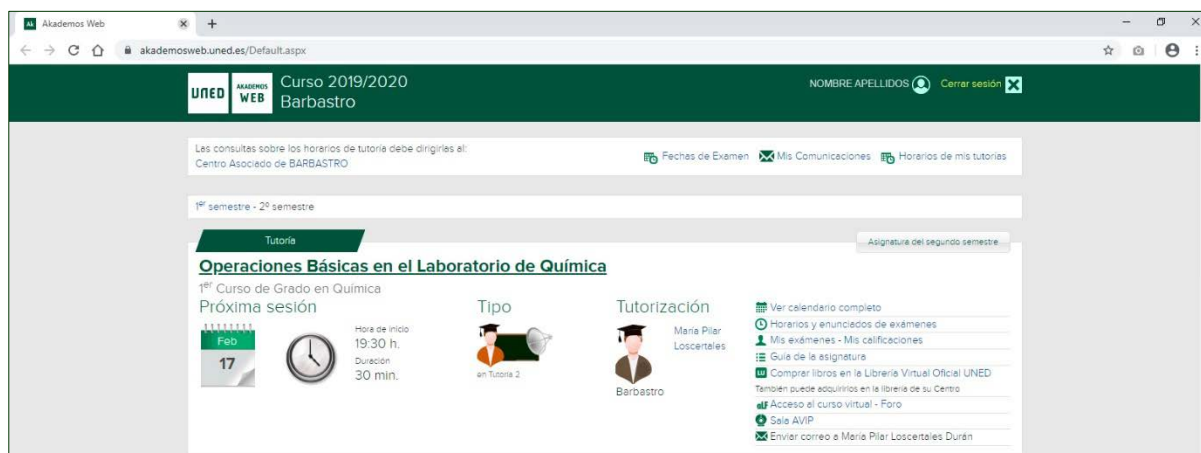 Akademos Web
akademosweb.uned.es/Default.aspx
UNED AKADEMOS WEB
Curso 2019/2020
Barbastro
NOMBRE APELLIDOS
Cerrar sesión
Las consultas sobre los horarios de tutoría debe dirigirlas al:
Centro Asociado de BARBASTRO
Fechas de Examen
Mis Comunicaciones
Horarios de mis tutorías
1er semestre - 2º semestre
Tutoría
Asignatura del segundo semestre
Operaciones Básicas en el Laboratorio de Química
1er Curso de Grado en Química
Próxima sesión
Feb
17
Hora de inicio
19:30 h.
Duración
30 min.
Tipo
en Tutoria 2
Tutorización
María Pilar
Loscertales
Barbastro
Ver calendario completo
Horarios y enunciados de exámenes
Mis exámenes - Mis calificaciones
Guía de la asignatura
LU Comprar libros en la Librería Virtual Oficial UNED
También puede adquirirlos en la librería de su Centro
aLF Acceso al curso virtual - Foro
Sala AVIP
Enviar correo a María Pilar Loscertales Durán